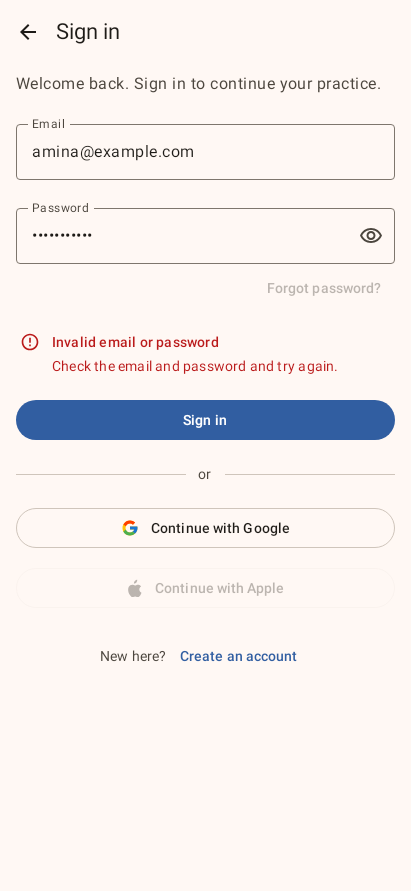 Sign in
Welcome back. Sign in to continue your practice.
Email
amina@example.com
Password
•••••••••••
Forgot password?
Invalid email or password
Check the email and password and try again.
Sign in
or
Continue with Google
Continue with Apple
New here? Create an account